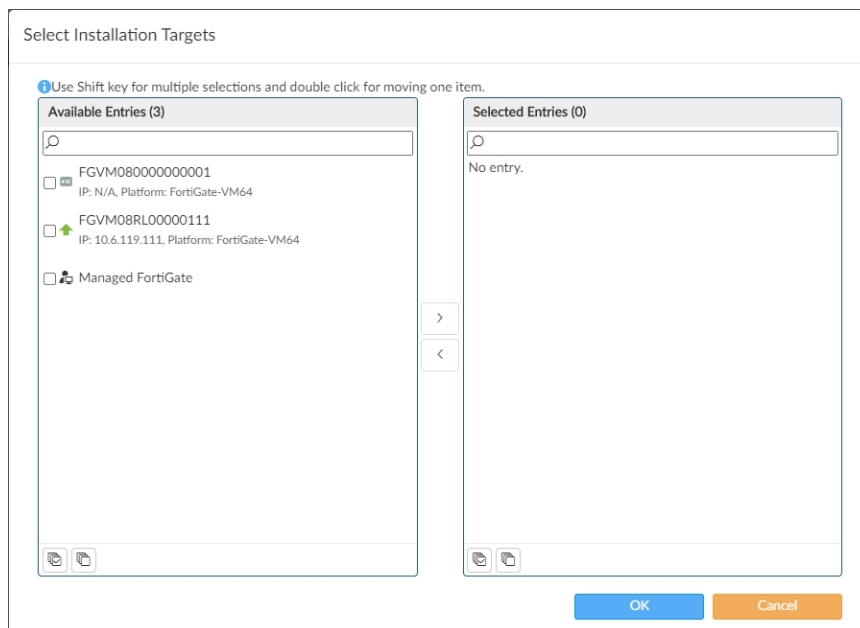 Select Installation Targets
Use Shift key for multiple selections and double click for moving one item.
Available Entries (3)
FGVM080000000001
IP: N/A, Platform: FortiGate-VM64
FGVM08RL00000111
IP: 10.6.119.111, Platform: FortiGate-VM64
Managed FortiGate
Selected Entries (0)
No entry.
OK
Cancel